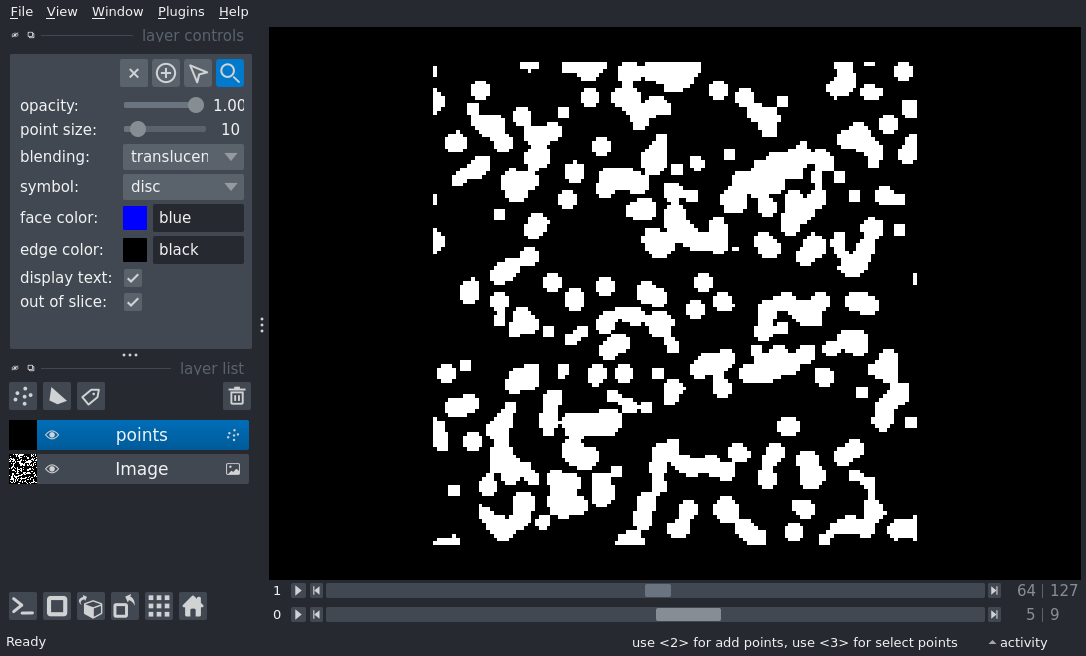 File View Window Plugins Help
layer controls
opacity: 1.00
point size: 10
blending: translucen
symbol: disc
face color: blue
edge color: black
display text:
out of slice:
layer list
points
Image
1 64 | 127
0 5 | 9
Ready use <2> for add points, use <3> for select points activity